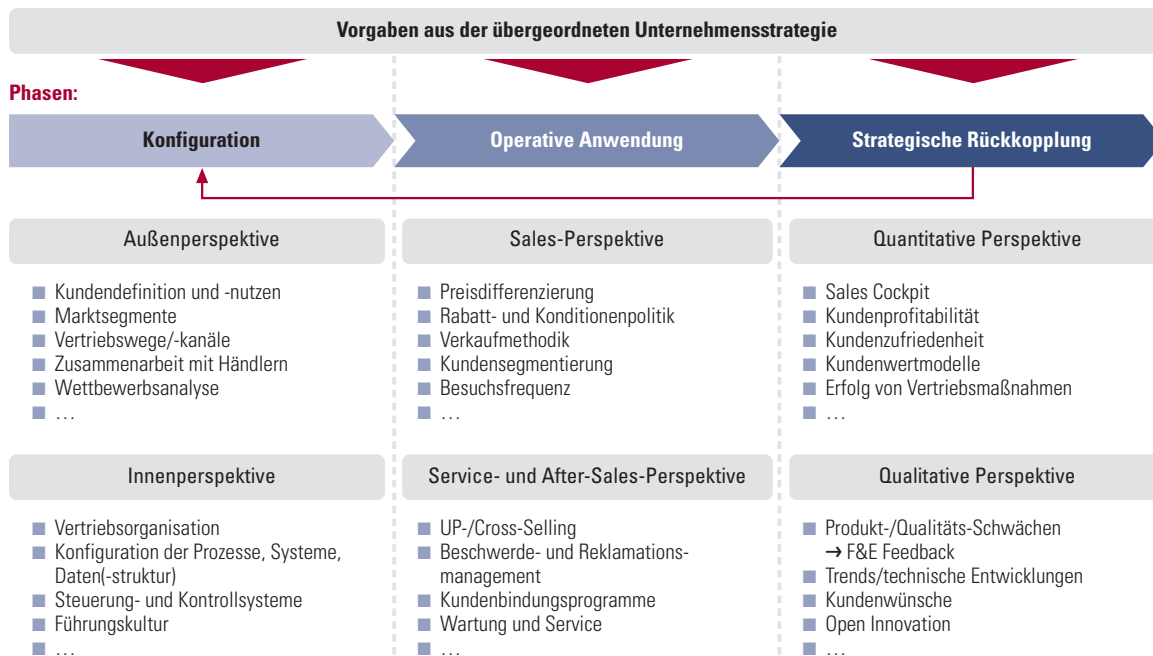 Vorgaben aus der übergeordneten Unternehmensstrategie
Phasen:
Konfiguration
Operative Anwendung
Strategische Rückkopplung
Außenperspektive
Kundendefinition und -nutzen
Marktsegmente
Vertriebswege/-kanäle
Zusammenarbeit mit Händlern
Wettbewerbsanalyse
…
Sales-Perspektive
Preisdifferenzierung
Rabatt- und Konditionenpolitik
Verkaufmethodik
Kundensegmentierung
Besuchsfrequenz
…
Quantitative Perspektive
Sales Cockpit
Kundenprofitabilität
Kundenzufriedenheit
Kundenwertmodelle
Erfolg von Vertriebsmaßnahmen
…
Innenperspektive
Vertriebsorganisation
Konfiguration der Prozesse, Systeme,
Daten(-struktur)
Steuerung- und Kontrollsysteme
Führungskultur
…
Service- und After-Sales-Perspektive
UP-/Cross-Selling
Beschwerde- und Reklamations-
management
Kundenbindungsprogramme
Wartung und Service
…
Qualitative Perspektive
Produkt-/Qualitäts-Schwächen
→ F&E Feedback
Trends/technische Entwicklungen
Kundenwünsche
Open Innovation
…